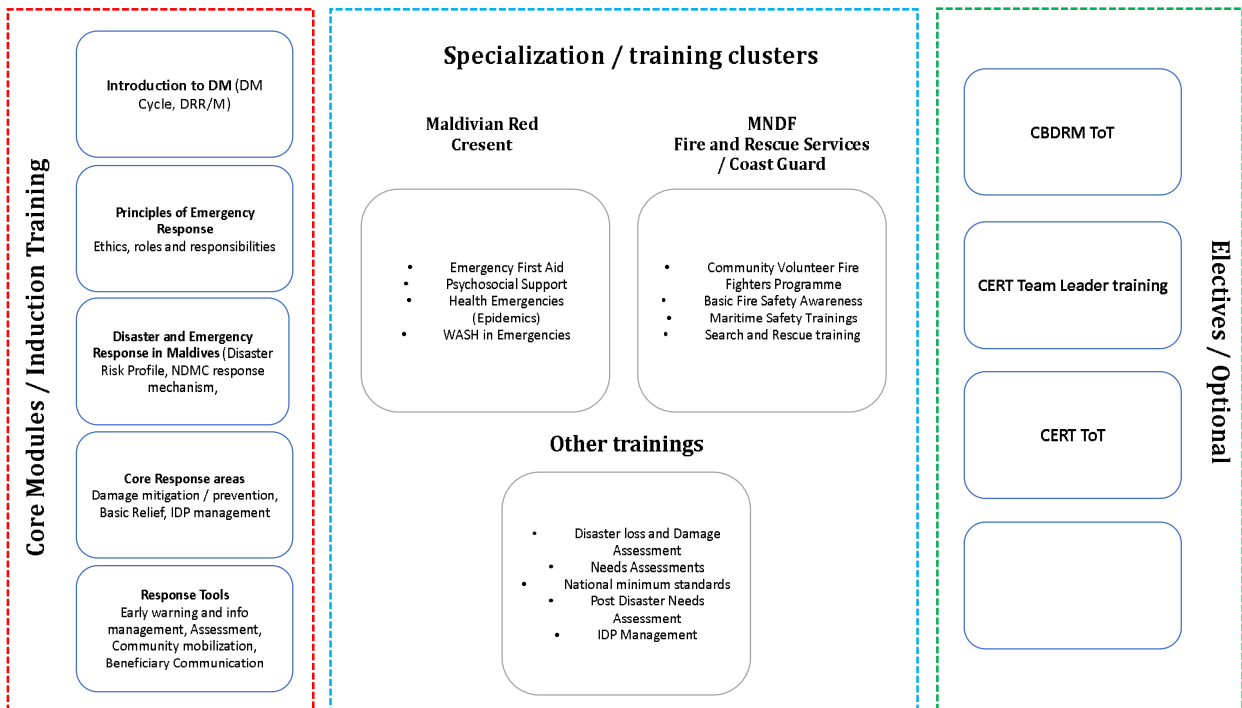 Core Modules / Induction Training
Introduction to DM (DM
Cycle, DRR/M)
Principles of Emergency
Response
Ethics, roles and responsibilities
Disaster and Emergency
Response in Maldives (Disaster
Risk Profile, NDMC response
mechanism,
Core Response areas
Damage mitigation / prevention,
Basic Relief, IDP management
Response Tools
Early warning and info
management, Assessment,
Community mobilization,
Beneficiary Communication
Specialization / training clusters
Maldivian Red
Cresent
• Emergency First Aid
• Psychosocial Support
• Health Emergencies
(Epidemics)
• WASH in Emergencies
MNDF
Fire and Rescue Services
/ Coast Guard
• Community Volunteer Fire
Fighters Programme
• Basic Fire Safety Awareness
• Maritime Safety Trainings
• Search and Rescue training
Other trainings
• Disaster loss and Damage
Assessment
• Needs Assessments
• National minimum standards
• Post Disaster Needs
Assessment
• IDP Management
CBDRM ToT
CERT Team Leader training
CERT ToT
Electives / Optional